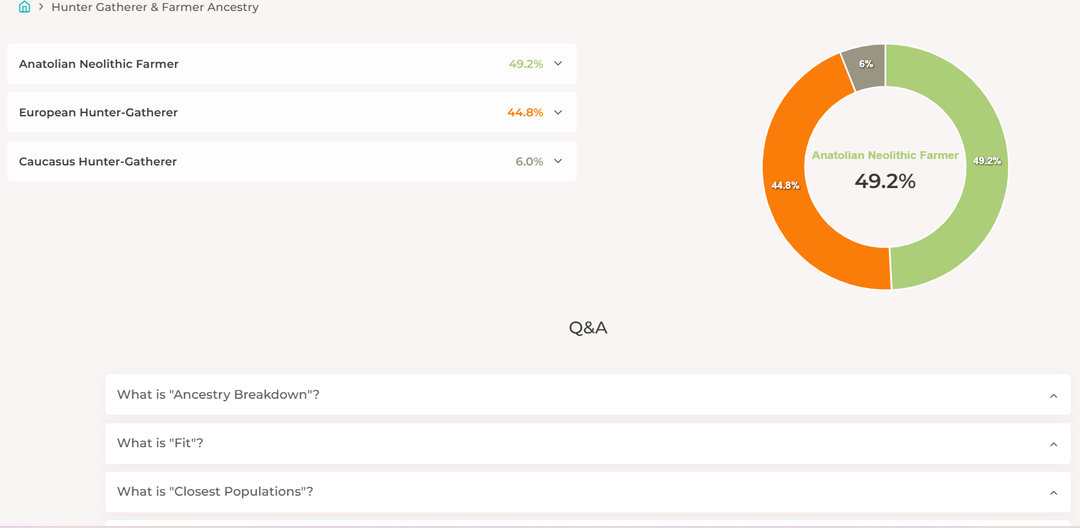 Hunter Gatherer & Farmer Ancestry
Anatolian Neolithic Farmer 49.2%
European Hunter-Gatherer 44.8%
Caucasus Hunter-Gatherer 6.0%
6%
49.2%
44.8%
Anatolian Neolithic Farmer
49.2%
Q&A
What is "Ancestry Breakdown"?
What is "Fit"?
What is "Closest Populations"?